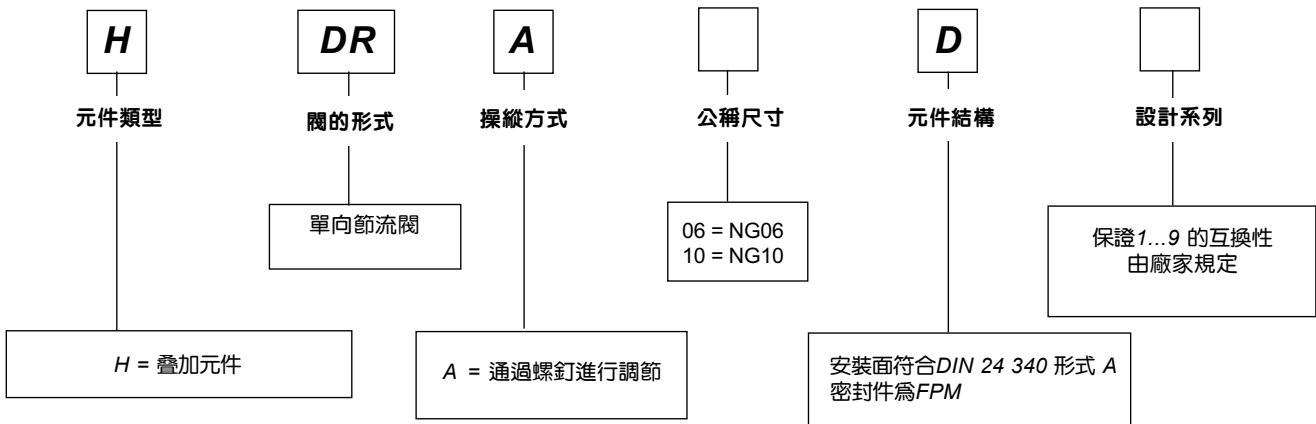 H DR A D
元件類型 閥的形式 操縱方式 公稱尺寸 元件結構 設計系列
單向節流閥
06 = NG06
10 = NG10
保證1...9 的互換性
由廠家規定
H = 叠加元件
A = 通過螺釘進行調節
安裝面符合DIN 24 340 形式 A
密封件爲FPM